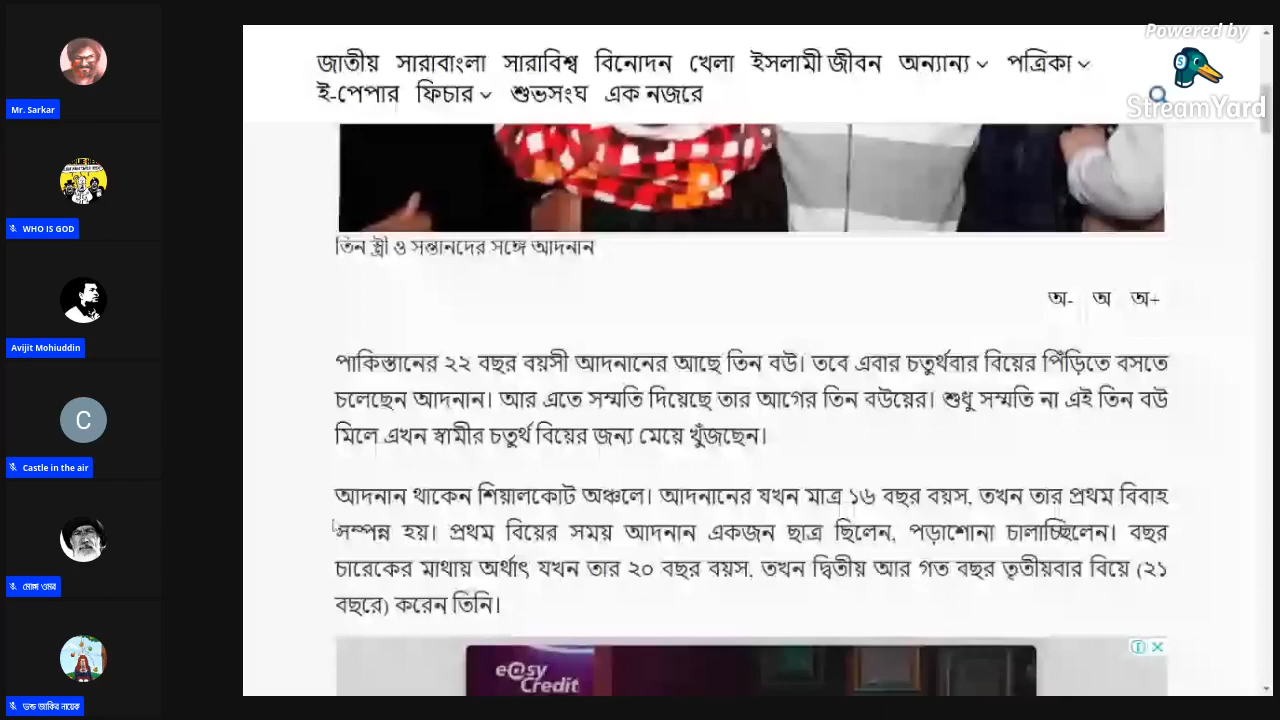 Powered by
StreamYard
জাতীয় সারাবাংলা সারাবিশ্ব বিনোদন খেলা ইসলামী জীবন অন্যান্য পত্রিকা
ই-পেপার ফিচার শুভসংঘ এক নজরে
তিন স্ত্রী ও সন্তানদের সঙ্গে আদনান
অ- অ অ+
পাকিস্তানের ২২ বছর বয়সী আদনানের আছে তিন বউ। তবে এবার চতুর্থবার বিয়ের পিঁড়িতে বসতে
চলেছেন আদনান। আর এতে সম্মতি দিয়েছে তার আগের তিন বউয়ের। শুধু সম্মতি না এই তিন বউ
মিলে এখন স্বামীর চতুর্থ বিয়ের জন্য মেয়ে খুঁজছেন।
আদনান থাকেন শিয়ালকোট অঞ্চলে। আদনানের যখন মাত্র ১৬ বছর বয়স, তখন তার প্রথম বিবাহ
সম্পন্ন হয়। প্রথম বিয়ের সময় আদনান একজন ছাত্র ছিলেন, পড়াশোনা চালাচ্ছিলেন। বছর
চারেকের মাথায় অর্থাৎ যখন তার ২০ বছর বয়স, তখন দ্বিতীয় আর গত বছর তৃতীয়বার বিয়ে (২১
বছরে) করেন তিনি।
e@sy
Credit
Mr. Sarkar
WHO IS GOD
Avijit Mohiuddin
C
Castle in the air
মোল্লা ওমর
ভন্ড জাকির নায়েক